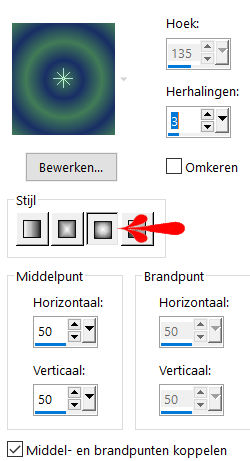 Hoek:
135
Herhalingen:
3
Bewerken...
Omkeren
Stijl
Middelpunt
Horizontaal:
50
Verticaal:
50
Brandpunt
Horizontaal:
50
Verticaal:
50
Middel- en brandpunten koppelen